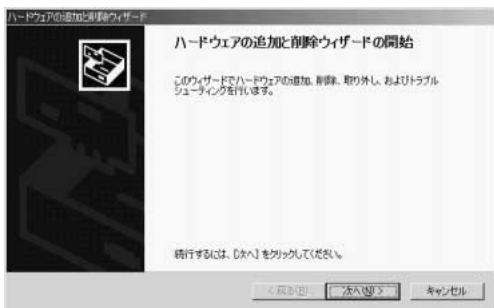 ハードウェアの追加と削除ウィザード
ハードウェアの追加と削除ウィザードの開始
このウィザードでハードウェアの追加、削除、取り外し、およびトラブル
シューティングを行います。
続行するには、[次へ] をクリックしてください。
< 戻る(B)
次へ(N) >
キャンセル